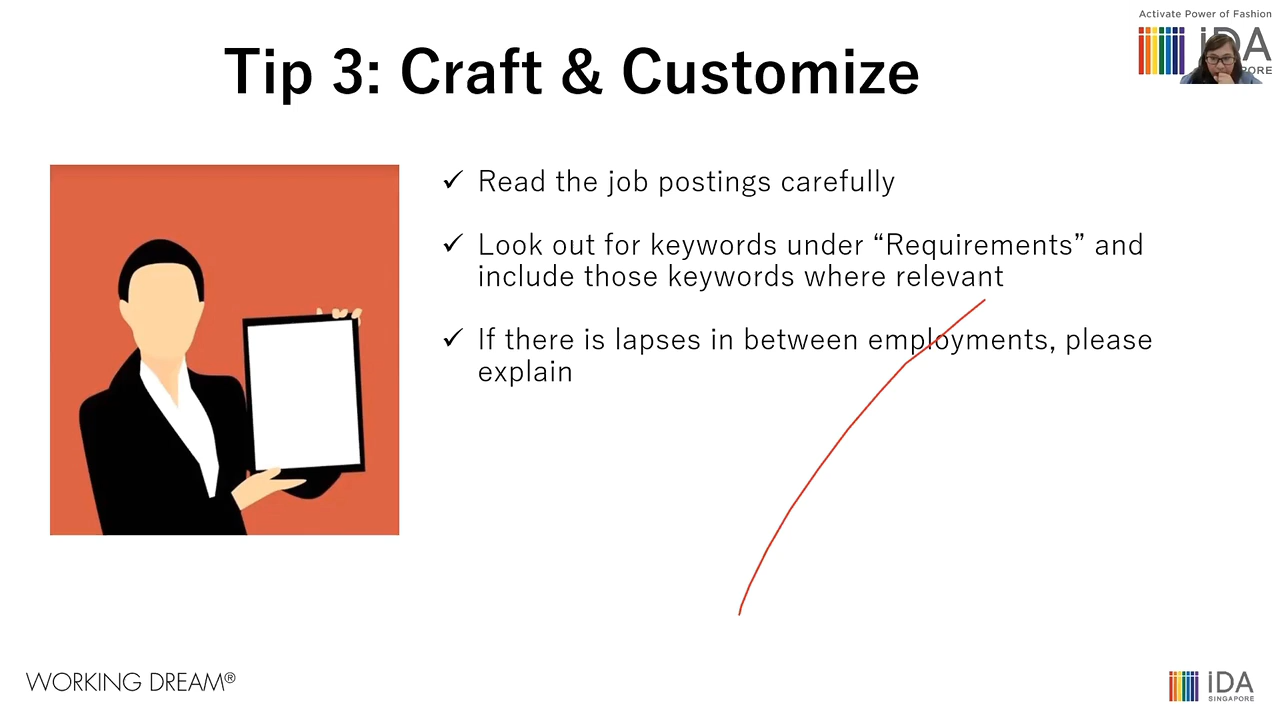 Activate Power of Fashion
Tip 3: Craft & Customize
iDA
PORE
✓ Read the job postings carefully
✓ Look out for keywords under “Requirements” and
include those keywords where relevant
✓ If there is lapses in between employments, please
explain
WORKING DREAM®
iDA
SINGAPORE